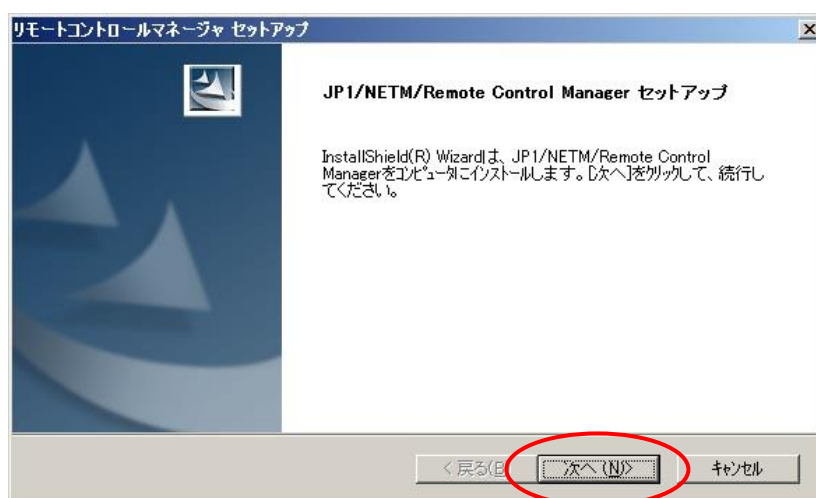 リモートコントロールマネージャ セットアップ
JP1/NETM/Remote Control Manager セットアップ
InstallShield(R) Wizardは、JP1/NETM/Remote Control
Managerをコンピュータにインストールします。[次へ]をクリックして、続行し
てください。
< 戻る(B
次へ(N)>
キャンセル